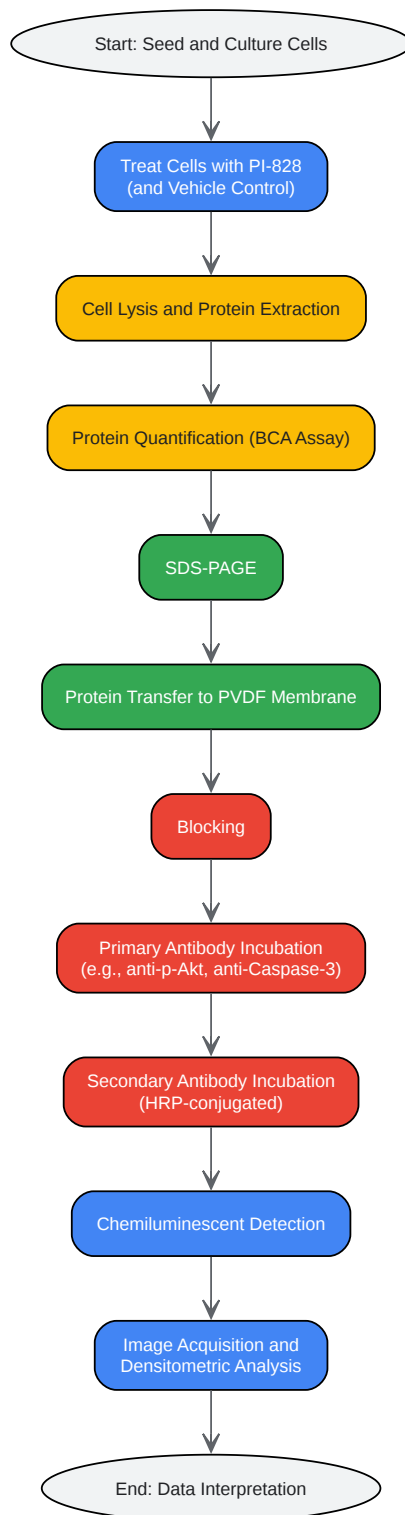 Start: Seed and Culture Cells
Treat Cells with PI-828
(and Vehicle Control)
Cell Lysis and Protein Extraction
Protein Quantification (BCA Assay)
SDS-PAGE
Protein Transfer to PVDF Membrane
Blocking
Primary Antibody Incubation
(e.g., anti-p-Akt, anti-Caspase-3)
Secondary Antibody Incubation
(HRP-conjugated)
Chemiluminescent Detection
Image Acquisition and
Densitometric Analysis
End: Data Interpretation